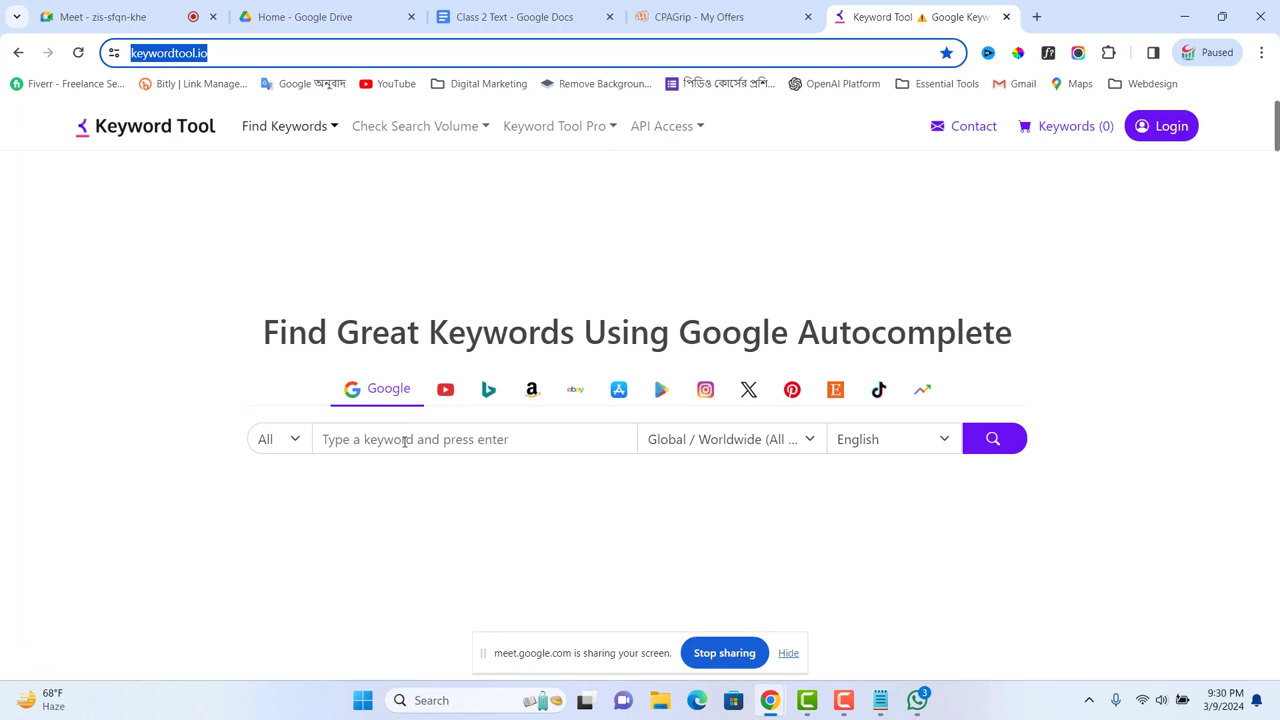 Meet - zis-sfqn-khe
Home - Google Drive
Class 2 Text - Google Docs
CPAGrip - My Offers
Keyword Tool ⚠ Google Keyw
keywordtool.io
Paused
Fiverr - Freelance Se...
Bitly | Link Manage...
Google অনুবাদ
YouTube
Digital Marketing
Remove Background...
পিডিও কোর্সের প্রশি...
OpenAI Platform
Essential Tools
Gmail
Maps
Webdesign
Keyword Tool
Find Keywords
Check Search Volume
Keyword Tool Pro
API Access
Contact
Keywords (0)
Login
Find Great Keywords Using Google Autocomplete
Google
ebay
All
Type a keyword and press enter
Global / Worldwide (All ...
English
meet.google.com is sharing your screen.
Stop sharing
Hide
68°F
Haze
Search
3
9:30 PM
3/9/2024